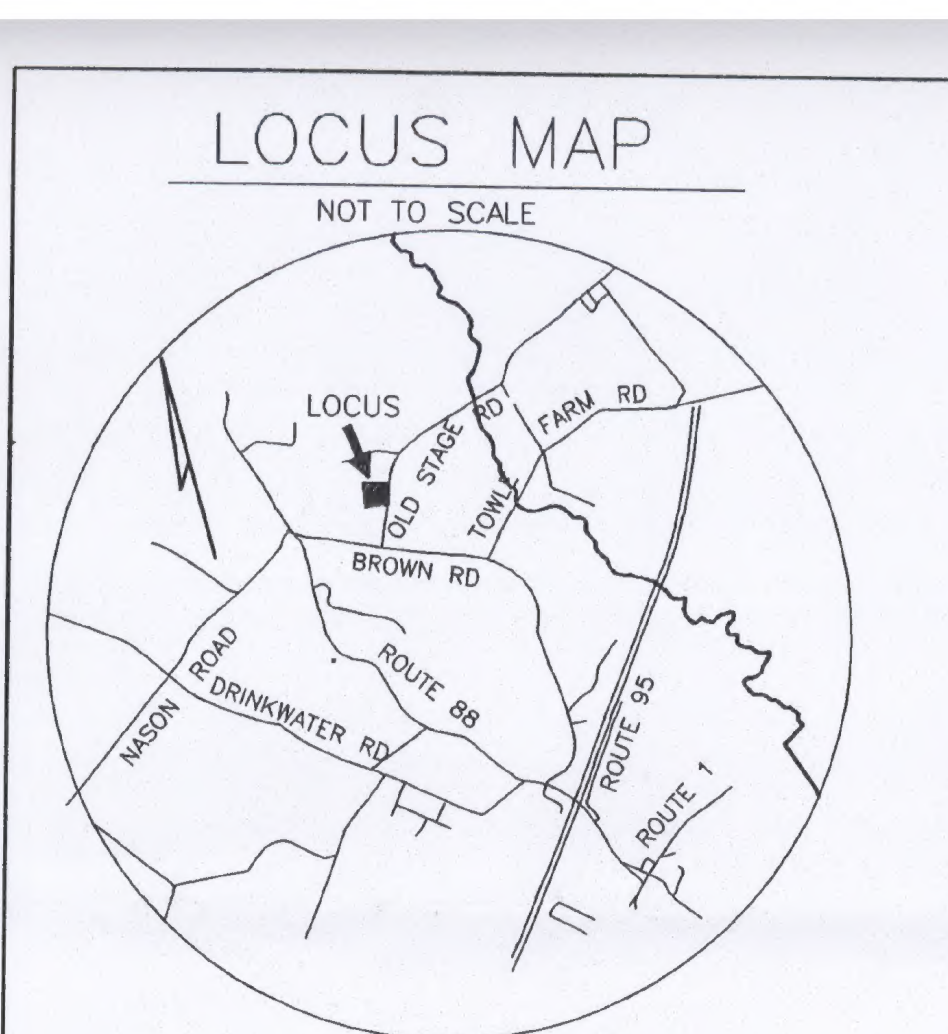 LOCUS MAP
NOT TO SCALE
LOCUS
OLD STAGE RD
FARM RD
TOWLE
BROWN RD
ROUTE 88
NASON ROAD
DRINKWATER RD
ROUTE 95
ROUTE 1